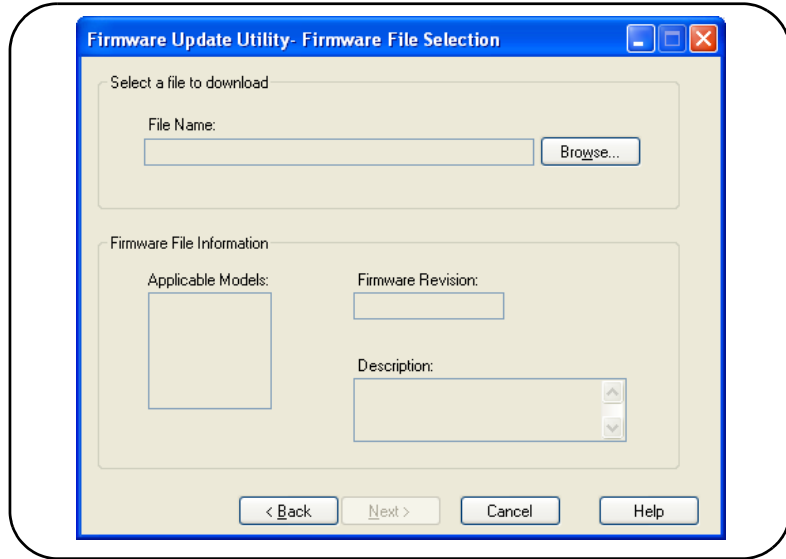 Firmware Update Utility- Firmware File Selection
Select a file to download
File Name:
Browse...
Firmware File Information
Applicable Models:
Firmware Revision:
Description:
< Back
Next >
Cancel
Help